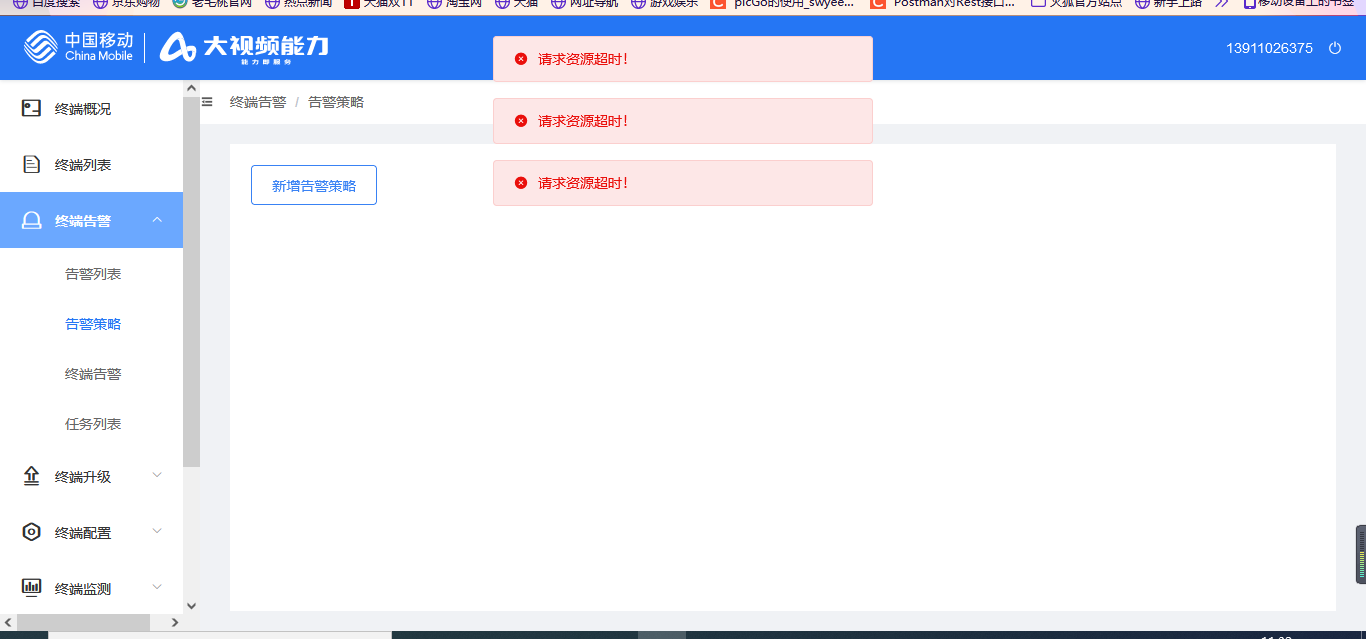 百度搜索 京东购物 老毛桃官网 热点新闻 天猫双11 淘宝网 天猫 网址导航 游戏娱乐 picGo的使用_swyee... Postman对Rest接口... 火狐官方站点 新手上路 移动设备上的书签
中国移动
China Mobile
大视频能力
能力即服务
13911026375
请求资源超时!
请求资源超时!
请求资源超时!
终端告警 / 告警策略
新增告警策略
终端概况
终端列表
终端告警
告警列表
告警策略
终端告警
任务列表
终端升级
终端配置
终端监测